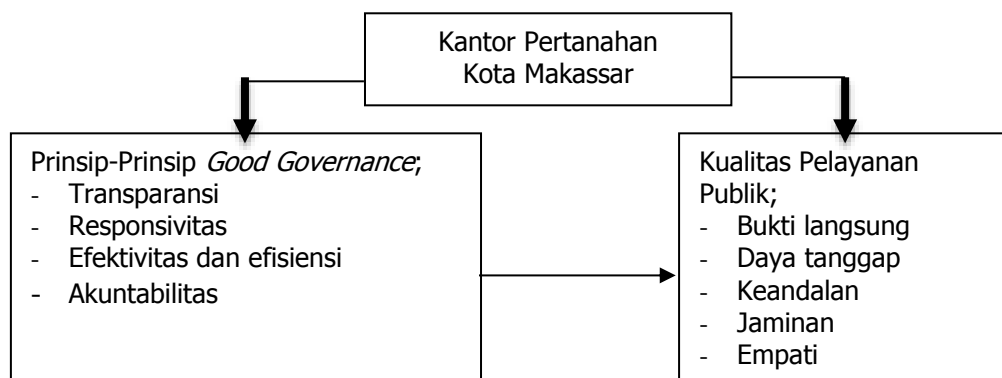 Kantor Pertanahan
Kota Makassar
Prinsip-Prinsip Good Governance;
- Transparansi
- Responsivitas
- Efektivitas dan efisiensi
- Akuntabilitas
Kualitas Pelayanan
Publik;
- Bukti langsung
- Daya tanggap
- Keandalan
- Jaminan
- Empati